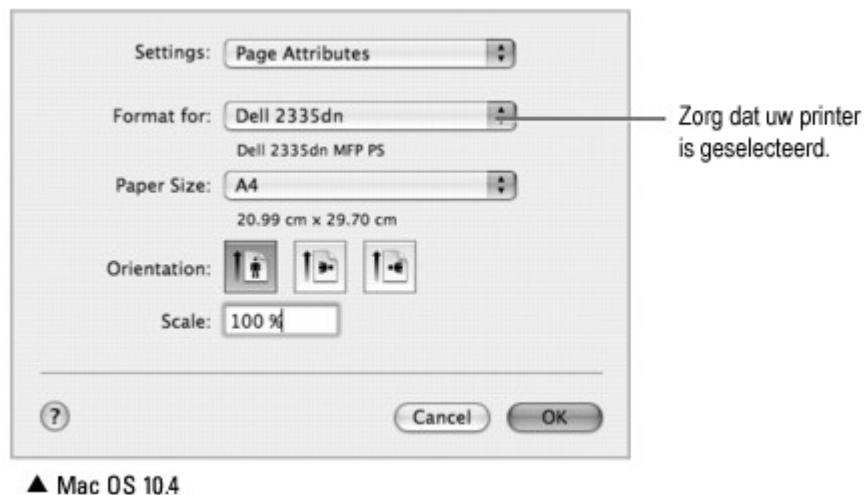 Settings: Page Attributes
Format for: Dell 2335dn
Zorg dat uw printer
is geselecteerd.
Dell 2335dn MFP PS
Paper Size: A4
20.99 cm x 29.70 cm
Orientation:
Scale: 100 %
? Cancel OK
▲ Mac OS 10.4